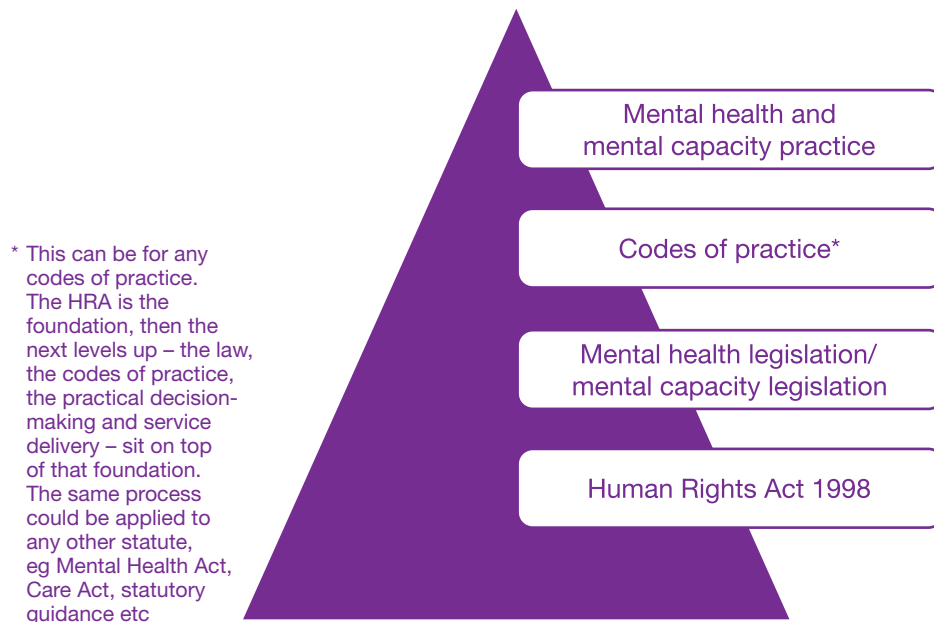 Mental health and
mental capacity practice
Codes of practice*
Mental health legislation/
mental capacity legislation
Human Rights Act 1998
* This can be for any
codes of practice.
The HRA is the
foundation, then the
next levels up – the law,
the codes of practice,
the practical decision-
making and service
delivery – sit on top
of that foundation.
The same process
could be applied to
any other statute,
eg Mental Health Act,
Care Act, statutory
guidance etc